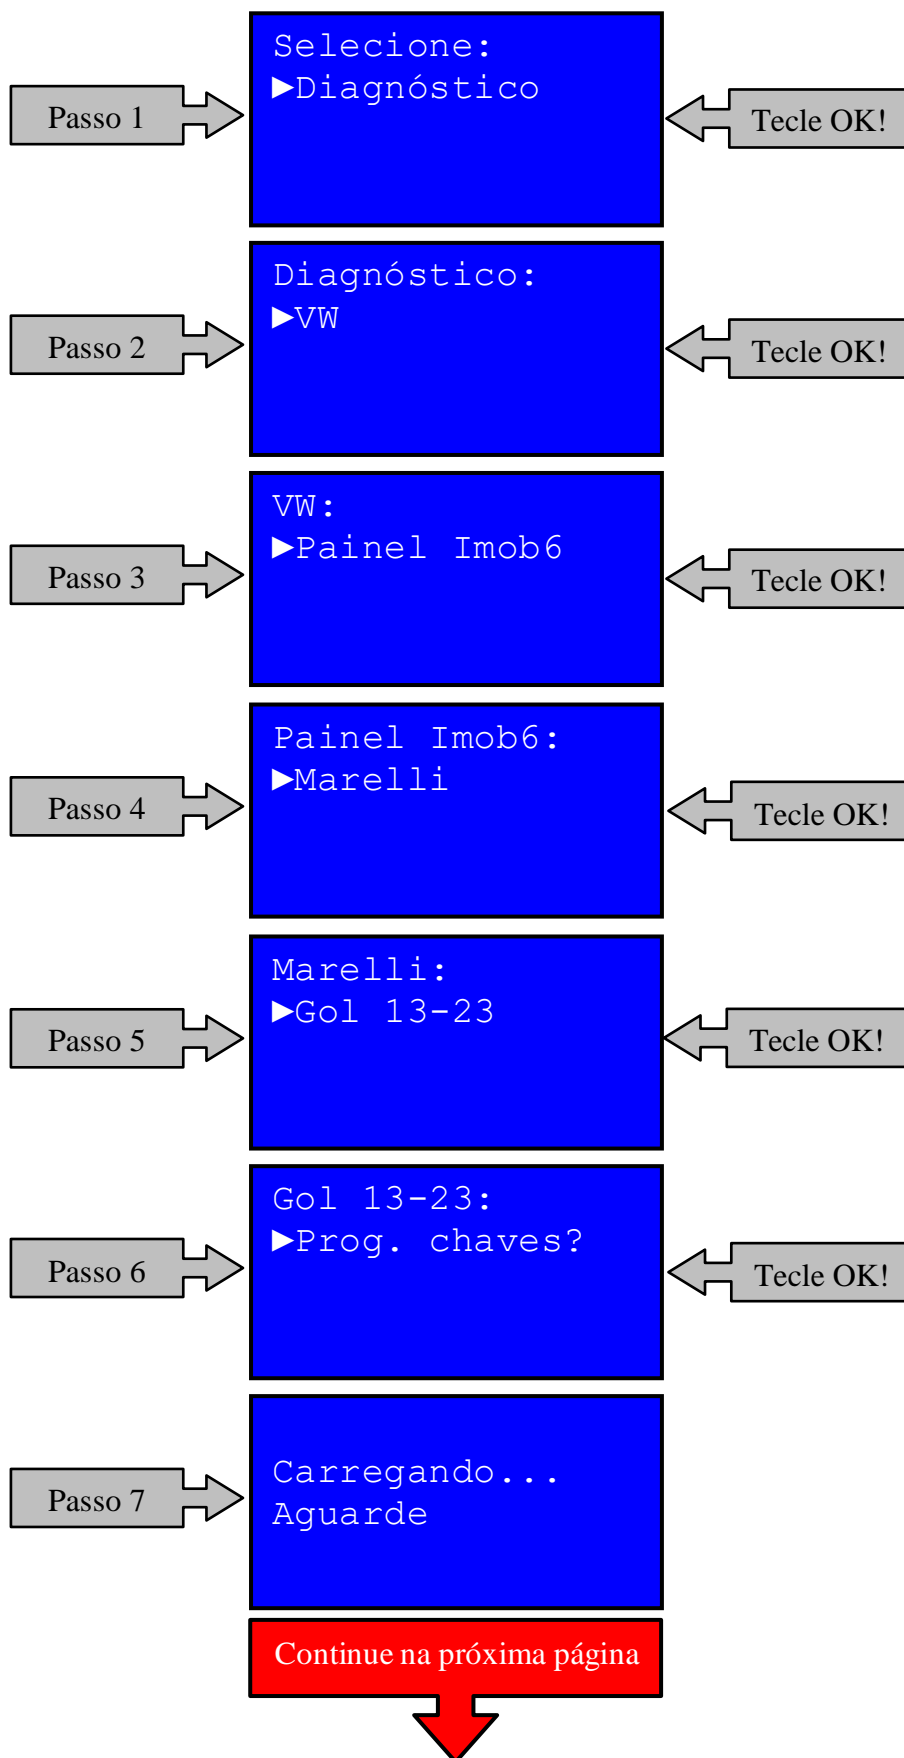 Selecione:
►Diagnóstico
Passo 1
Tecle OK!
Diagnóstico:
►VW
Passo 2
Tecle OK!
VW:
►Painel Imob6
Passo 3
Tecle OK!
Painel Imob6:
►Marelli
Passo 4
Tecle OK!
Marelli:
►Gol 13-23
Passo 5
Tecle OK!
Gol 13-23:
►Prog. chaves?
Passo 6
Tecle OK!
Carregando...
Aguarde
Passo 7
Continue na próxima página